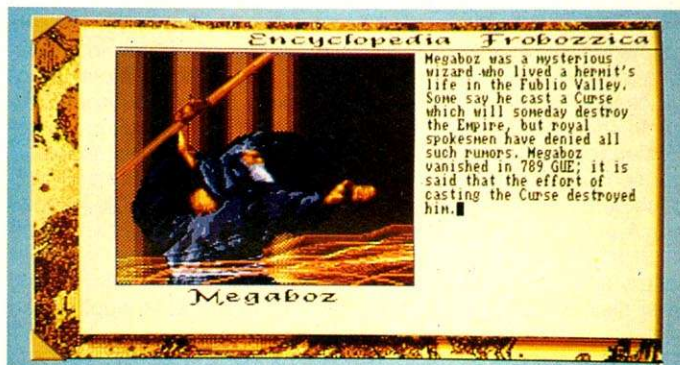 Encyclopedia Frobozzica
Megaboz was a mysterious
wizard who lived a hermit's
life in the Fublio Valley.
Some say he cast a Curse
which will someday destroy
the Empire, but royal
spokesmen have denied all
such rumors. Megaboz
vanished in 789 GUE; it is
said that the effort of
casting the Curse destroyed
him.
Megaboz